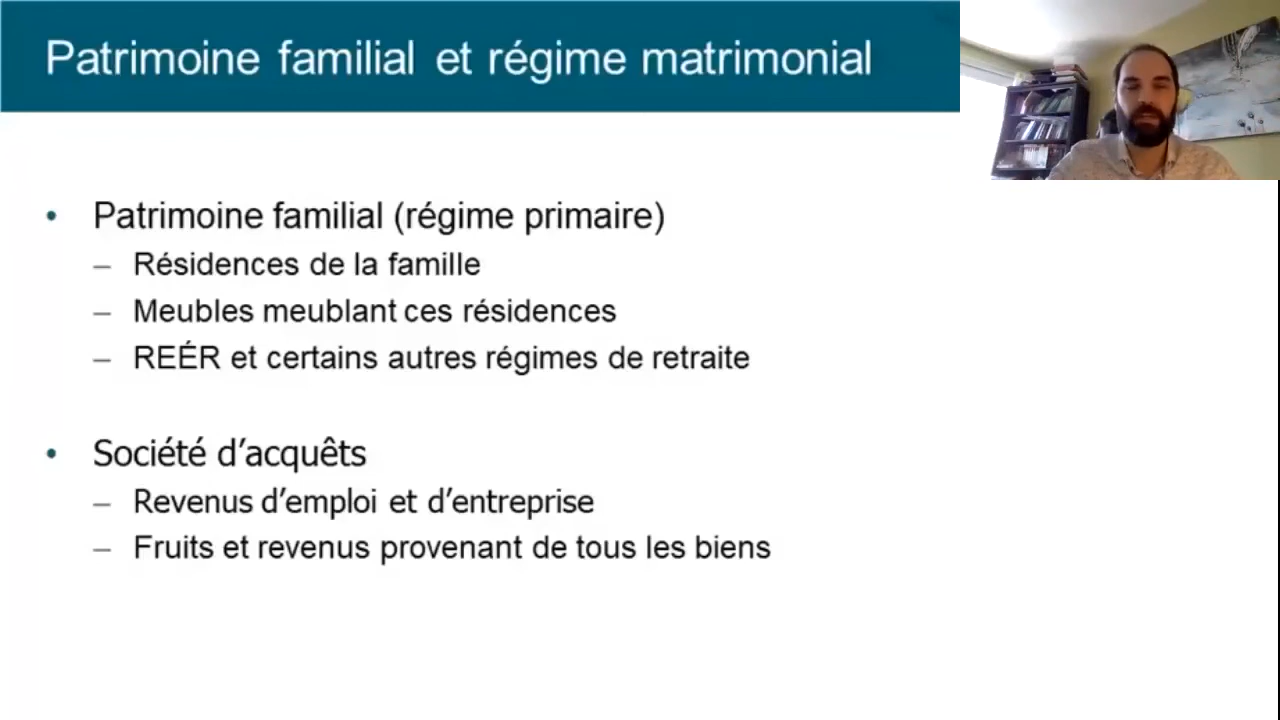 Patrimoine familial et régime matrimonial
• Patrimoine familial (régime primaire)
– Résidences de la famille
– Meubles meublant ces résidences
– REÉR et certains autres régimes de retraite
• Société d’acquêts
– Revenus d’emploi et d’entreprise
– Fruits et revenus provenant de tous les biens